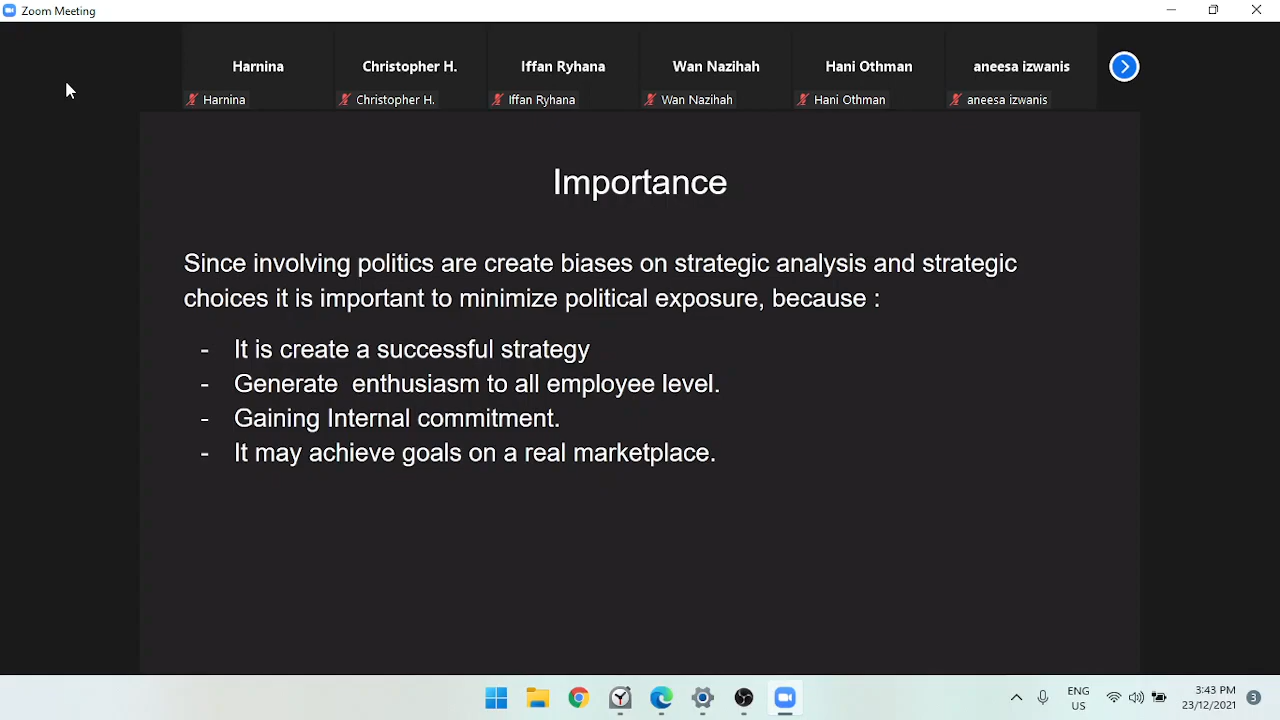 Zoom Meeting
Harnina Christopher H. Iffan Ryhana Wan Nazihah Hani Othman aneesa izwanis
Harnina Christopher H. Iffan Ryhana Wan Nazihah Hani Othman aneesa izwanis
Importance
Since involving politics are create biases on strategic analysis and strategic
choices it is important to minimize political exposure, because :
- It is create a successful strategy
- Generate enthusiasm to all employee level.
- Gaining Internal commitment.
- It may achieve goals on a real marketplace.
ENG 3:43 PM
US 23/12/2021 3